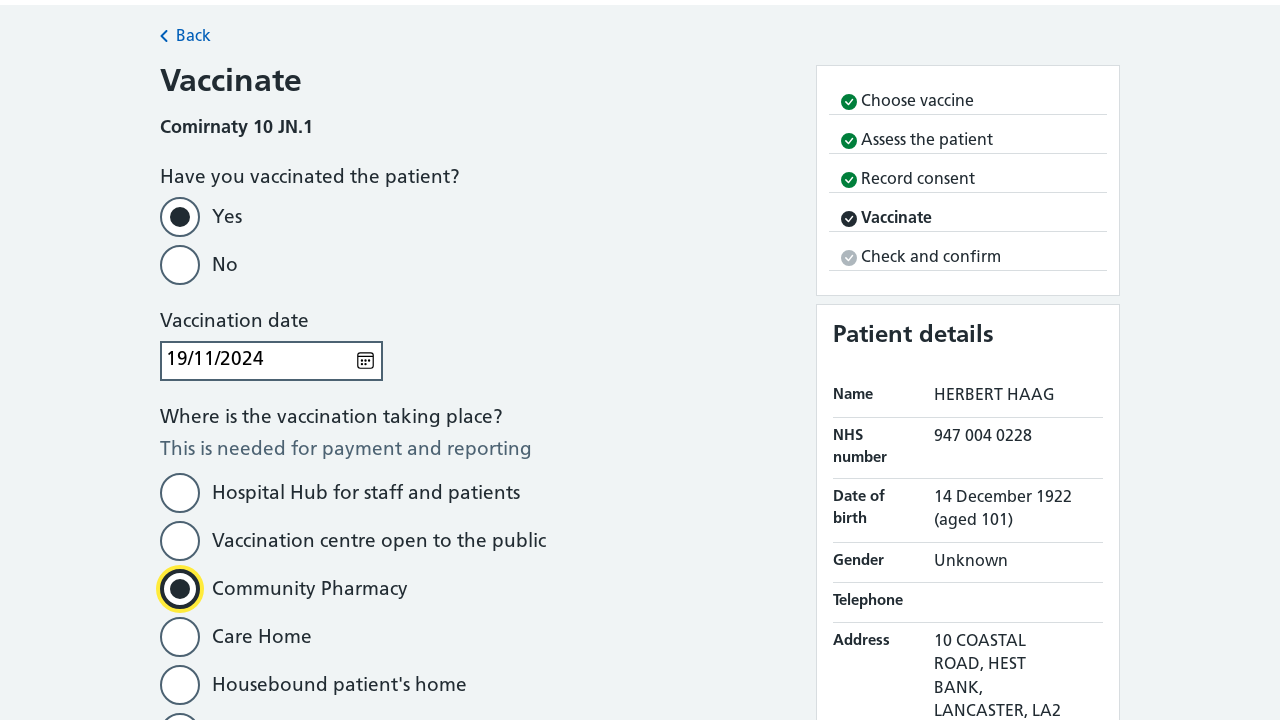 Back
Vaccinate
Comirnaty 10 JN.1
Have you vaccinated the patient?
Yes
No
Vaccination date
19/11/2024
Where is the vaccination taking place?
This is needed for payment and reporting
Hospital Hub for staff and patients
Vaccination centre open to the public
Community Pharmacy
Care Home
Housebound patient's home
Choose vaccine
Assess the patient
Record consent
Vaccinate
Check and confirm
Patient details
Name HERBERT HAAG
NHS number 947 004 0228
Date of birth 14 December 1922 (aged 101)
Gender Unknown
Telephone
Address 10 COASTAL
ROAD, HEST
BANK,
LANCASTER, LA2